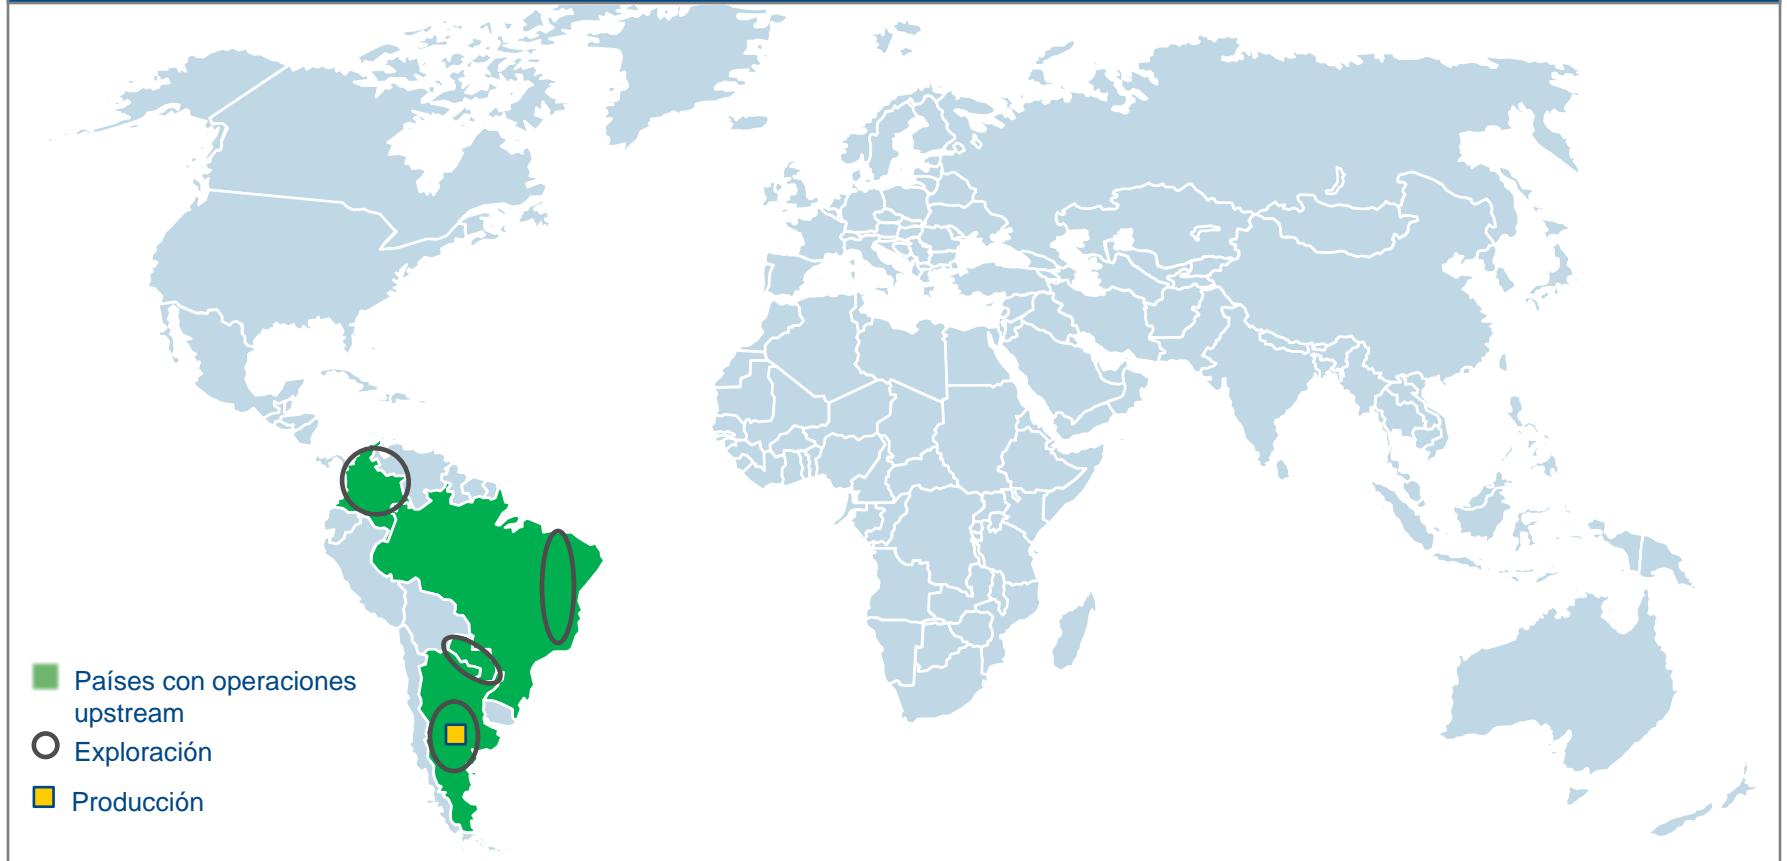 Países con operaciones
upstream
Exploración
Producción